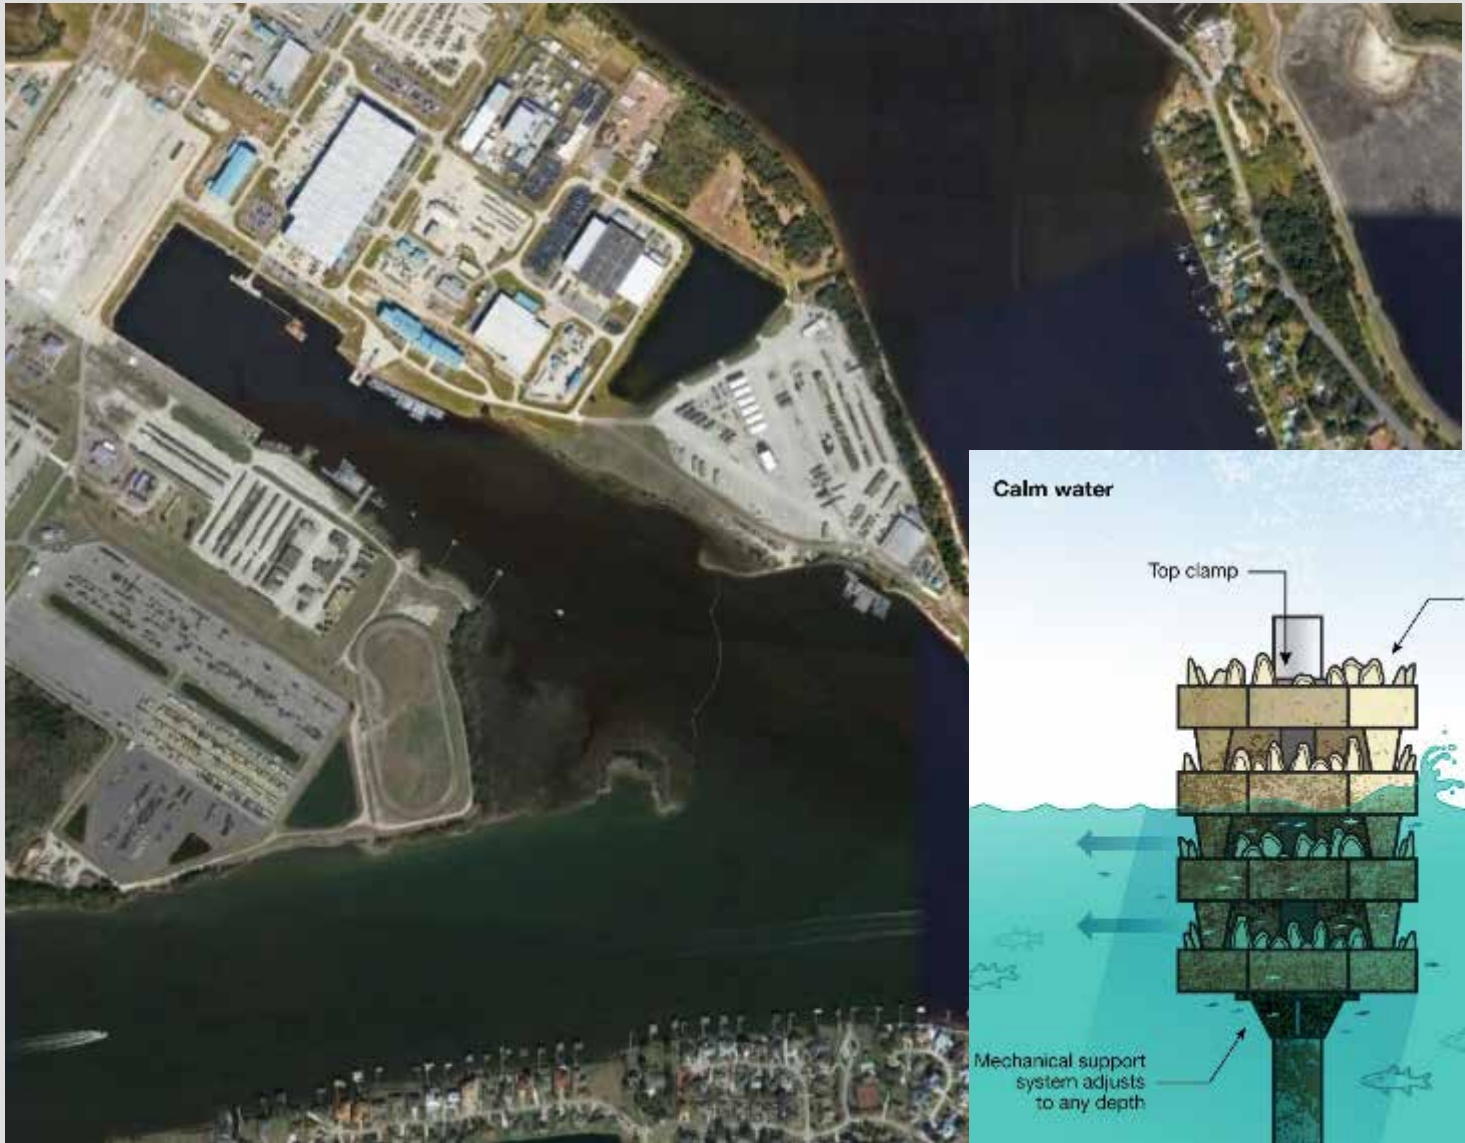 Calm water
Top clamp
Mechanical support
system adjusts
to any depth